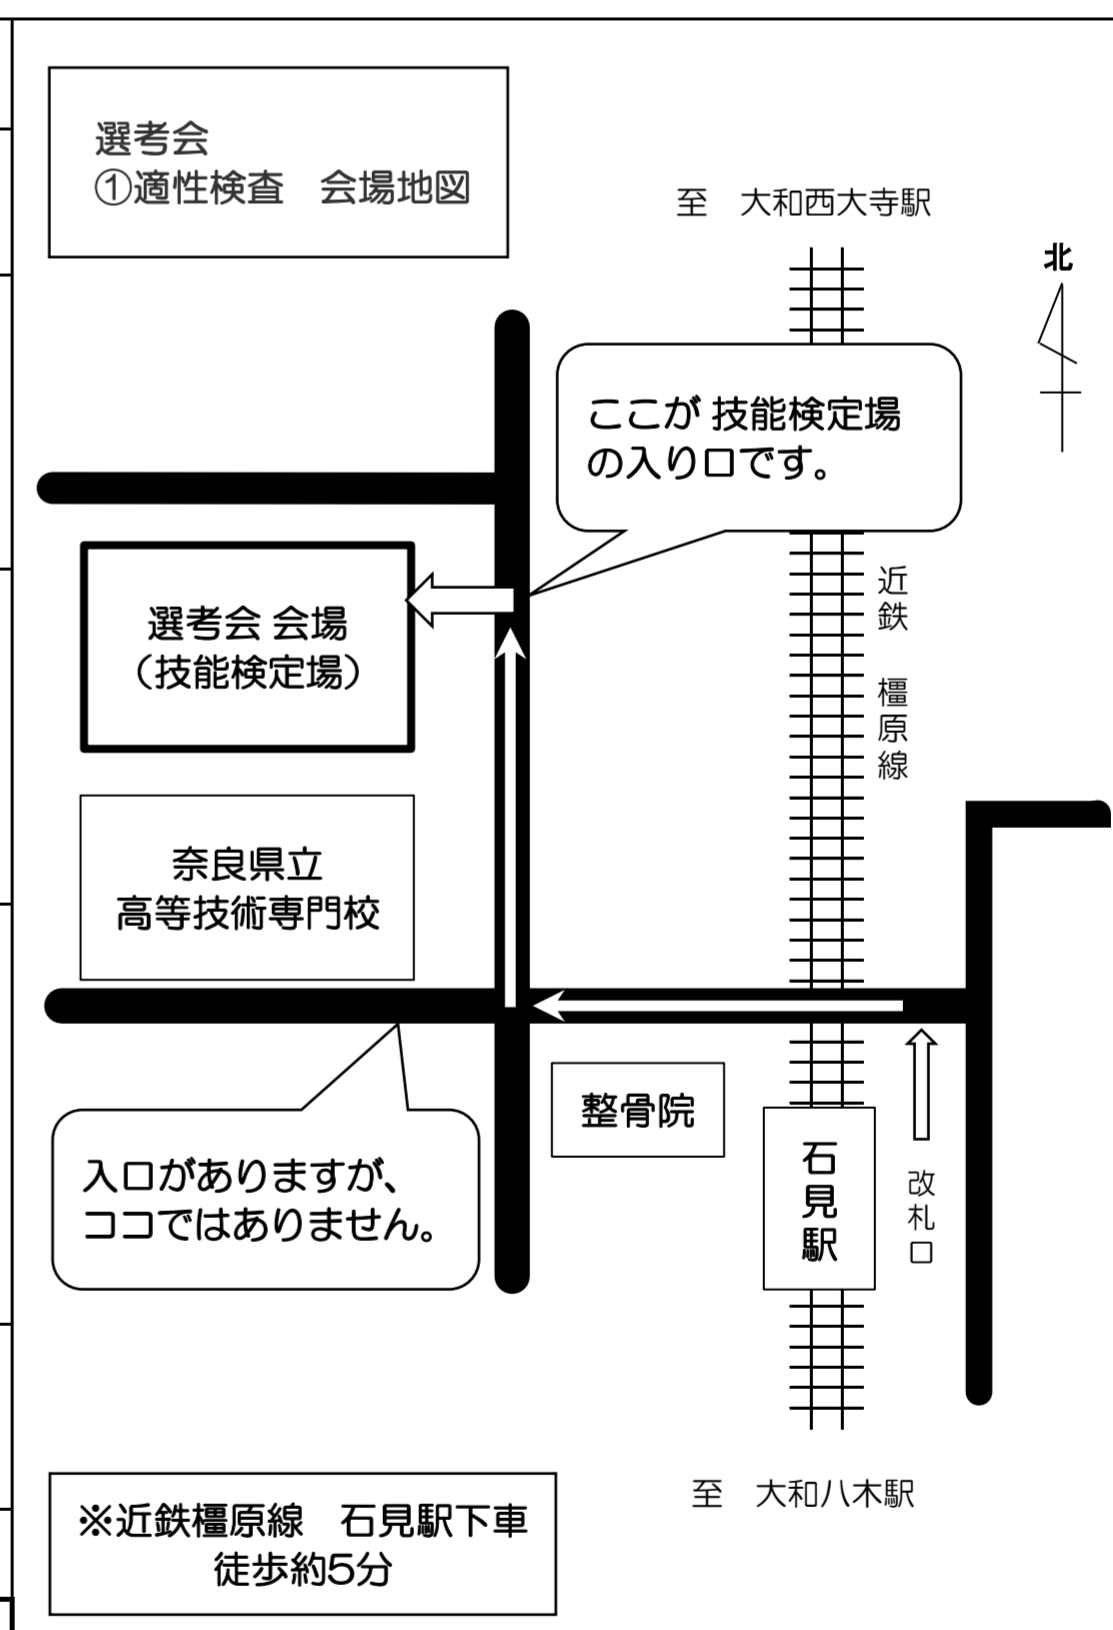 選考会
①適性検査　会場地図
至　大和西大寺駅
北
ここが 技能検定場
の入り口です。
近鉄　橿原線
選考会 会場
（技能検定場）
奈良県立
高等技術専門校
整骨院
入口がありますが、
ココではありません。
石見駅
改札口
至　大和八木駅
※近鉄橿原線　石見駅下車
徒歩約5分